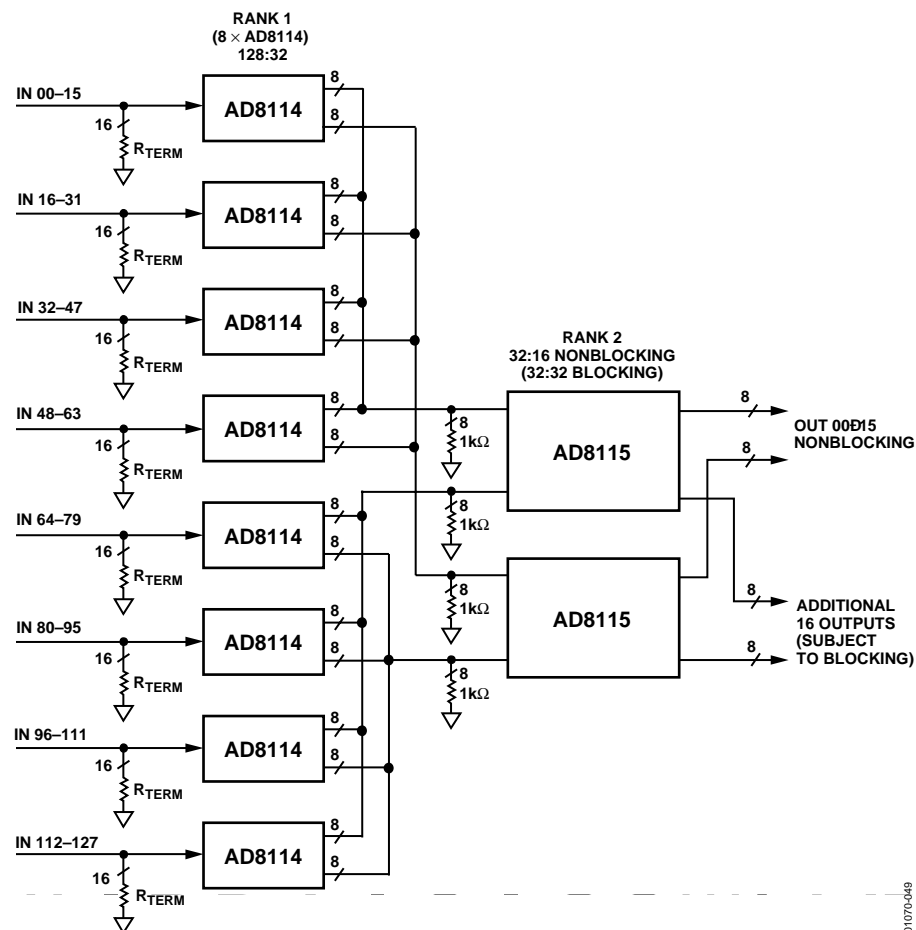 RANK 1
(8 × AD8114)
128:32
IN 00–15
16
RTERM
AD8114
8
8
IN 16–31
16
RTERM
AD8114
8
8
IN 32–47
16
RTERM
AD8114
8
8
IN 48–63
16
RTERM
AD8114
8
8
IN 64–79
16
RTERM
AD8114
8
8
IN 80–95
16
RTERM
AD8114
8
8
IN 96–111
16
RTERM
AD8114
8
8
IN 112–127
16
RTERM
AD8114
8
8
RANK 2
32:16 NONBLOCKING
(32:32 BLOCKING)
8
1kΩ
8
1kΩ
AD8115
8
1kΩ
8
1kΩ
AD8115
8
8
OUT 00Ð15
NONBLOCKING
8
8
ADDITIONAL
16 OUTPUTS
(SUBJECT
TO BLOCKING)
01070-049